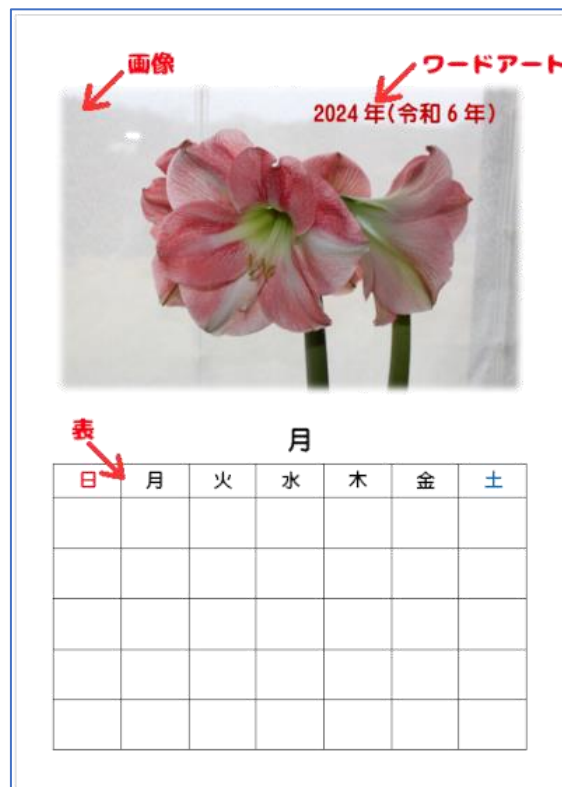 画像
ワードアート
2024年(令和6年)
表
月
日 月 火 水 木 金 土